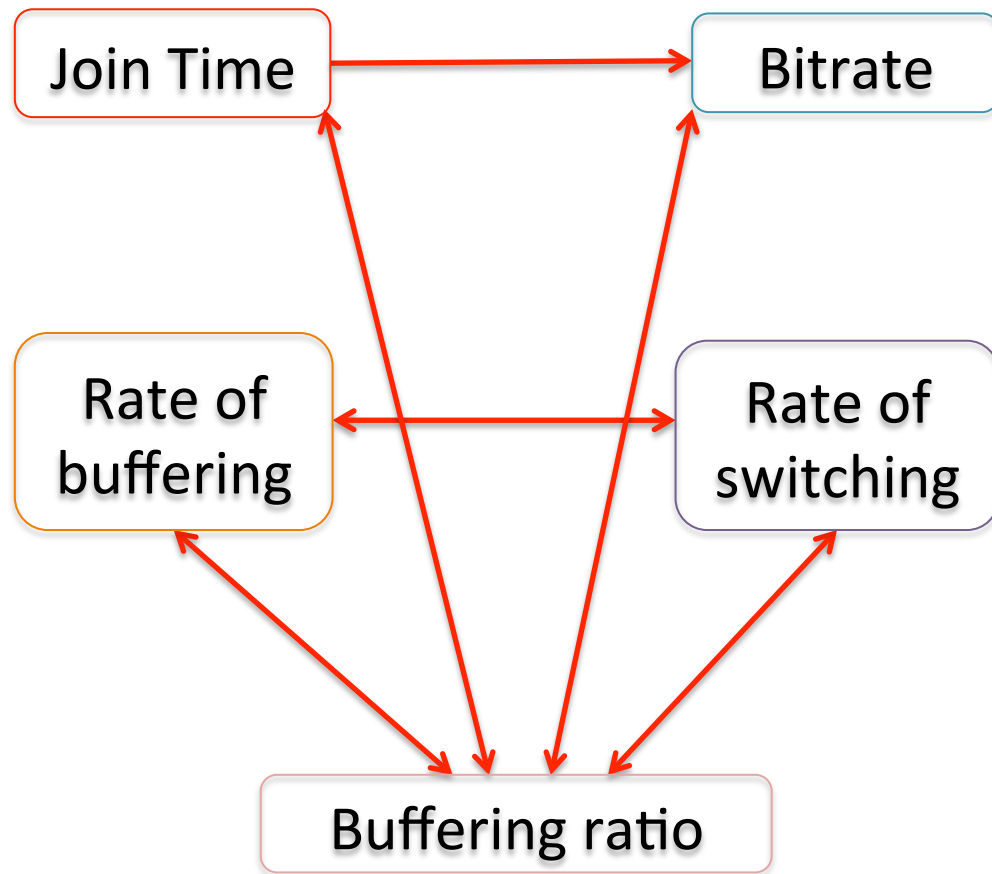 Join Time
Bitrate
Rate of
buffering
Rate of
switching
Buffering ratio